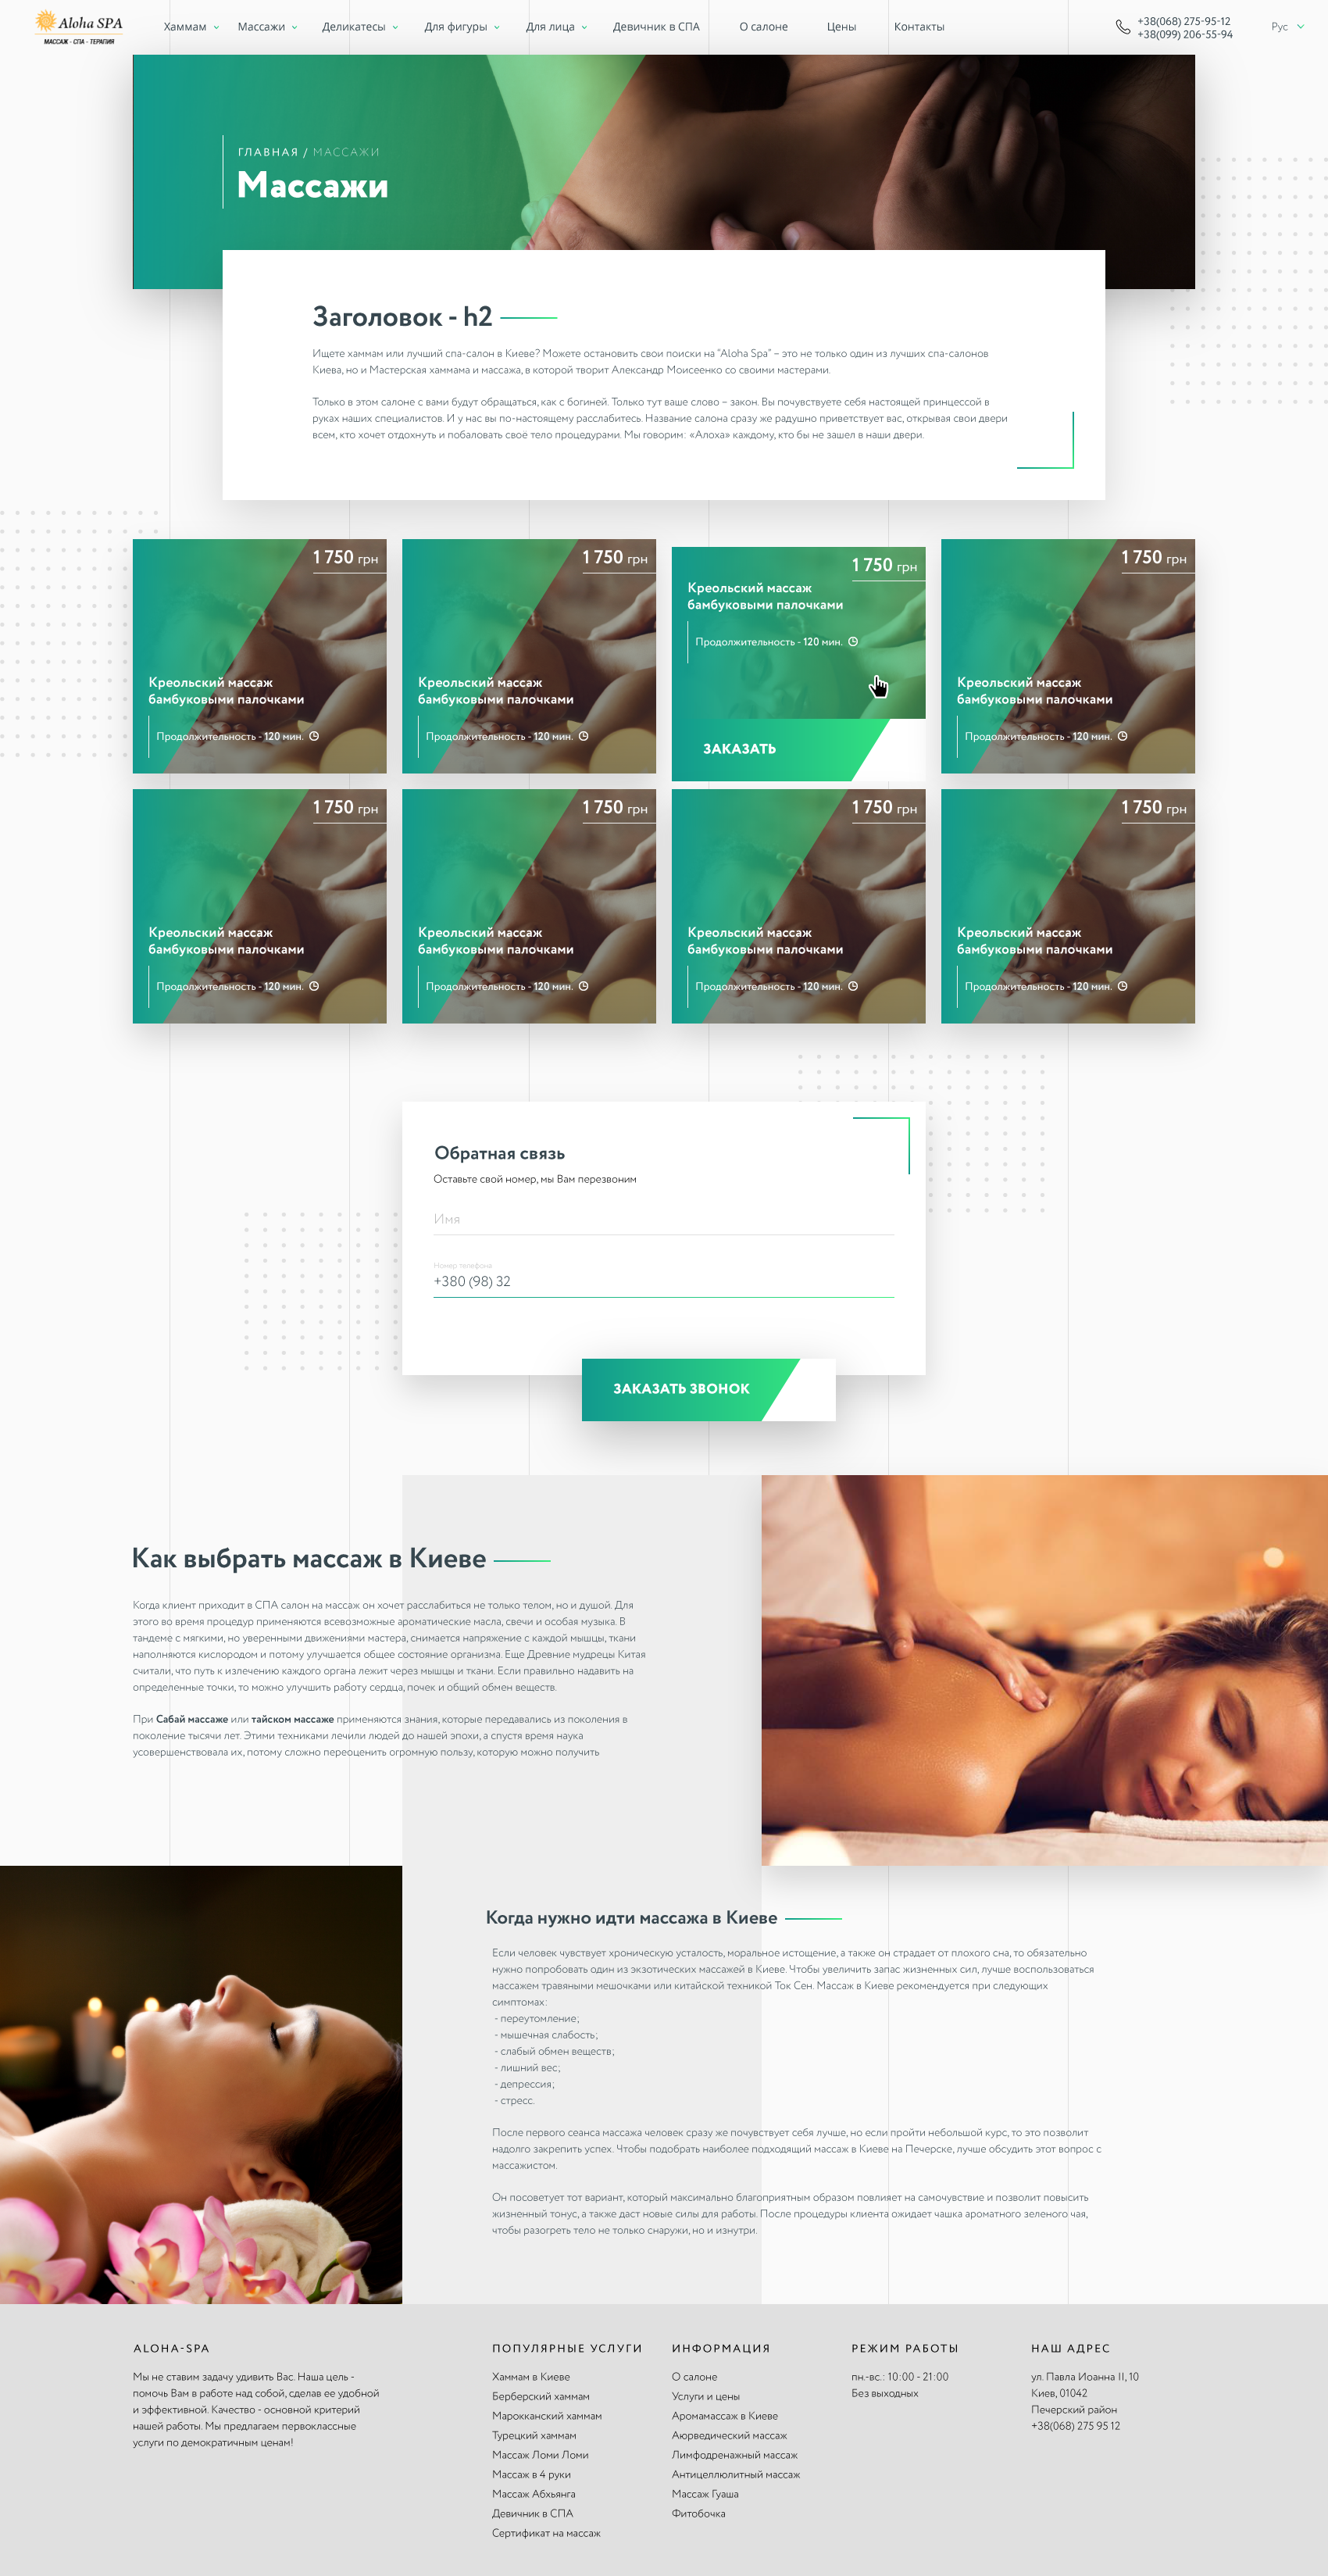 Aloha SPA
МАССАЖ - СПА - ТЕРАПИЯ
Хаммам
Массажи
Деликатесы
Для фигуры
Для лица
Девичник в СПА
О салоне
Цены
Контакты
+38(068) 275-95-12
+38(099) 206-55-94
Рус
ГЛАВНАЯ / МАССАЖИ
Массажи
Заголовок - h2
Ищете хаммам или лучший спа-салон в Киеве? Можете остановить свои поиски на "Aloha Spa" – это не только один из лучших спа-салонов
Киева, но и Мастерская хаммама и массажа, в которой творит Александр Моисеенко со своими мастерами.
Только в этом салоне с вами будут обращаться, как с богиней. Только тут ваше слово – закон. Вы почувствуете себя настоящей принцессой в
руках наших специалистов. И у нас вы по-настоящему расслабитесь. Название салона сразу же радушно приветствует вас, открывая свои двери
всем, кто хочет отдохнуть и побаловать своё тело процедурами. Мы говорим: «Алоха» каждому, кто бы не зашел в наши двери.
1 750 грн
Креольский массаж
бамбуковыми палочками
Продолжительность - 120 мин.
1 750 грн
Креольский массаж
бамбуковыми палочками
Продолжительность - 120 мин.
1 750 грн
Креольский массаж
бамбуковыми палочками
Продолжительность - 120 мин.
ЗАКАЗАТЬ
1 750 грн
Креольский массаж
бамбуковыми палочками
Продолжительность - 120 мин.
1 750 грн
Креольский массаж
бамбуковыми палочками
Продолжительность - 120 мин.
1 750 грн
Креольский массаж
бамбуковыми палочками
Продолжительность - 120 мин.
1 750 грн
Креольский массаж
бамбуковыми палочками
Продолжительность - 120 мин.
1 750 грн
Креольский массаж
бамбуковыми палочками
Продолжительность - 120 мин.
Обратная связь
Оставьте свой номер, мы Вам перезвоним
Имя
Номер телефона
+380 (98) 32
ЗАКАЗАТЬ ЗВОНОК
Как выбрать массаж в Киеве
Когда клиент приходит в СПА салон на массаж он хочет расслабиться не только телом, но и душой. Для
этого во время процедур применяются всевозможные ароматические масла, свечи и особая музыка. В
тандеме с мягкими, но уверенными движениями мастера, снимается напряжение с каждой мышцы, ткани
наполняются кислородом и потому улучшается общее состояние организма. Еще Древние мудрецы Китая
считали, что путь к излечению каждого органа лежит через мышцы и ткани. Если правильно надавить на
определенные точки, то можно улучшить работу сердца, почек и общий обмен веществ.
При Сабай массаже или тайском массаже применяются знания, которые передавались из поколения в
поколение тысячи лет. Этими техниками лечили людей до нашей эпохи, а спустя время наука
усовершенствовала их, потому сложно переоценить огромную пользу, которую можно получить
Когда нужно идти массажа в Киеве
Если человек чувствует хроническую усталость, моральное истощение, а также он страдает от плохого сна, то обязательно
нужно попробовать один из экзотических массажей в Киеве. Чтобы увеличить запас жизненных сил, лучше воспользоваться
массажем травяными мешочками или китайской техникой Ток Сен. Массаж в Киеве рекомендуется при следующих
симптомах:
- переутомление;
- мышечная слабость;
- слабый обмен веществ;
- лишний вес;
- депрессия;
- стресс.
После первого сеанса массажа человек сразу же почувствует себя лучше, но если пройти небольшой курс, то это позволит
надолго закрепить успех. Чтобы подобрать наиболее подходящий массаж в Киеве на Печерске, лучше обсудить этот вопрос с
массажистом.
Он посоветует тот вариант, который максимально благоприятным образом повлияет на самочувствие и позволит повысить
жизненный тонус, а также даст новые силы для работы. После процедуры клиента ожидает чашка ароматного зеленого чая,
чтобы разогреть тело не только снаружи, но и изнутри.
ALOHA-SPA
Мы не ставим задачу удивить Вас. Наша цель -
помочь Вам в работе над собой, сделав ее удобной
и эффективной. Качество - основной критерий
нашей работы. Мы предлагаем первоклассные
услуги по демократичным ценам!
ПОПУЛЯРНЫЕ УСЛУГИ
Хаммам в Киеве
Берберский хаммам
Марокканский хаммам
Турецкий хаммам
Массаж Ломи Ломи
Массаж в 4 руки
Массаж Абхьянга
Девичник в СПА
Сертификат на массаж
ИНФОРМАЦИЯ
О салоне
Услуги и цены
Аромамассаж в Киеве
Аюрведический массаж
Лимфодренажный массаж
Антицеллюлитный массаж
Массаж Гуаша
Фитобочка
РЕЖИМ РАБОТЫ
пн.-вс.: 10:00 - 21:00
Без выходных
НАШ АДРЕС
ул. Павла Иоанна II, 10
Киев, 01042
Печерский район
+38(068) 275 95 12